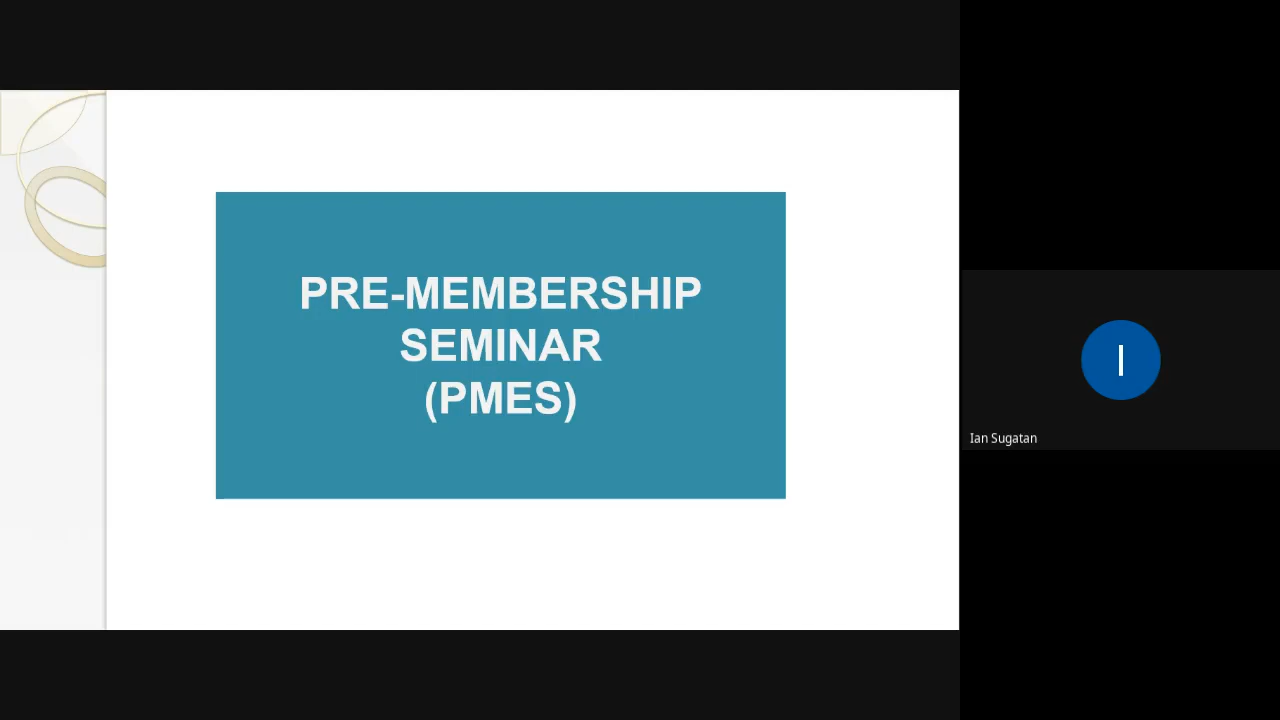 PRE-MEMBERSHIP
SEMINAR
(PMES)
I
Ian Sugatan